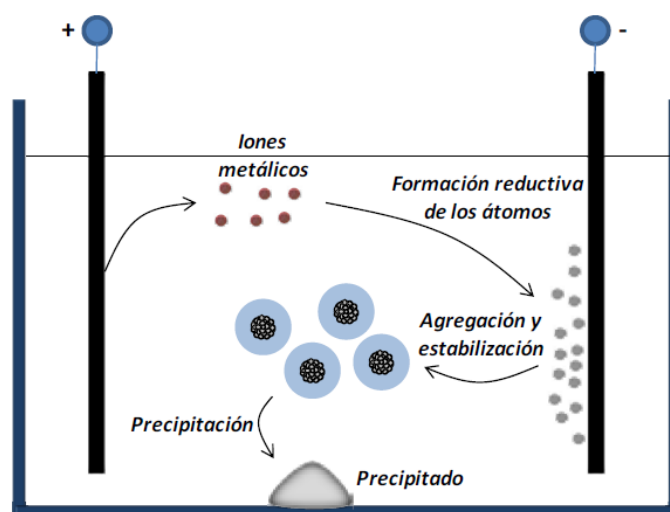 +
-
Iones
metálicos
Formación reductiva
de los átomos
Agregación y
estabilización
Precipitación
Precipitado